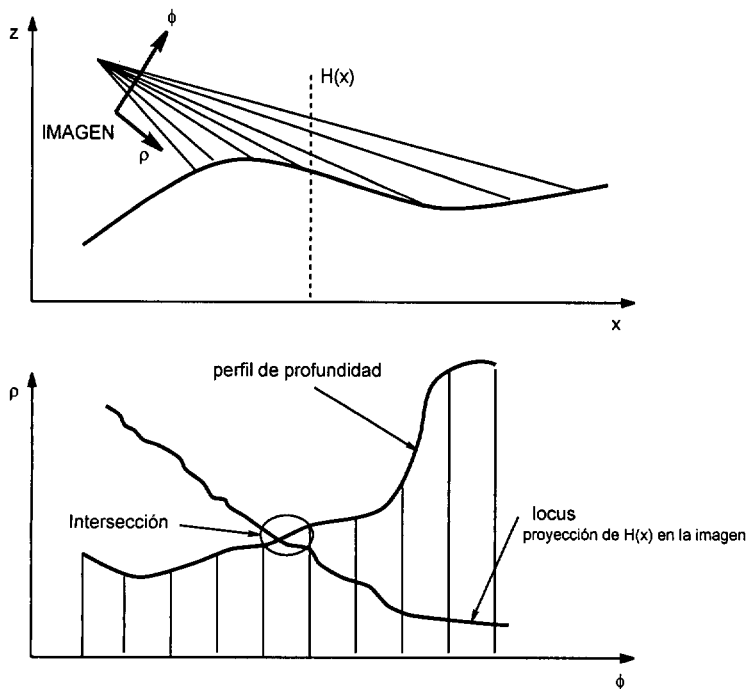 z
ϕ
H(x)
IMAGEN
ρ
x
ρ
perfil de profundidad
Intersección
locus
proyección de H(x) en la imagen
ϕ